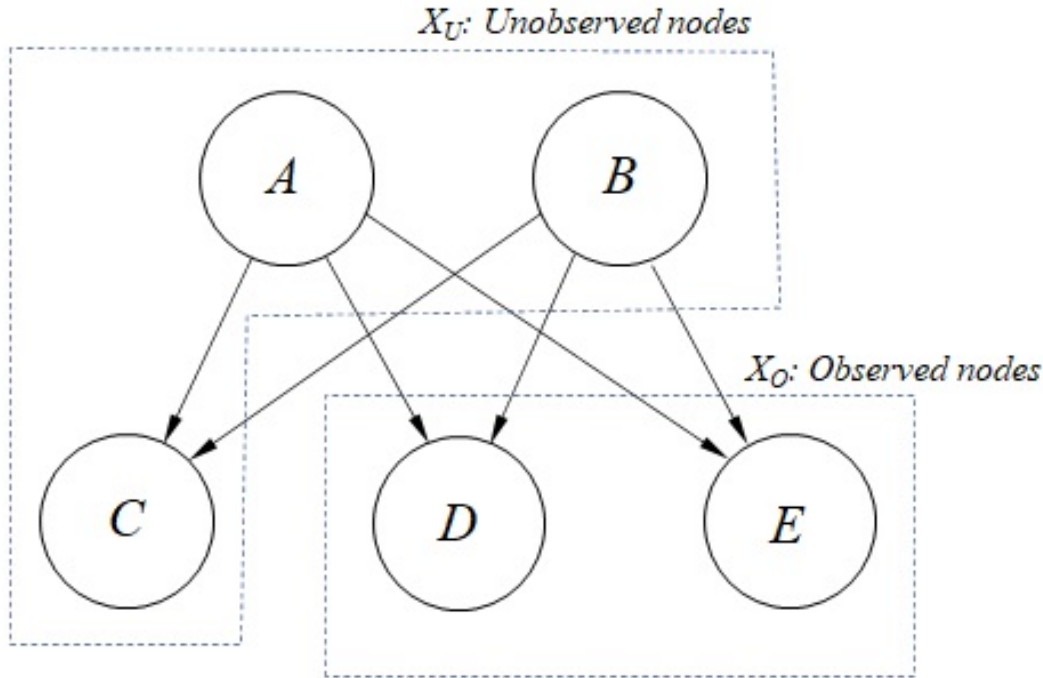 X_U: Unobserved nodes
A
B
X_O: Observed nodes
C
D
E